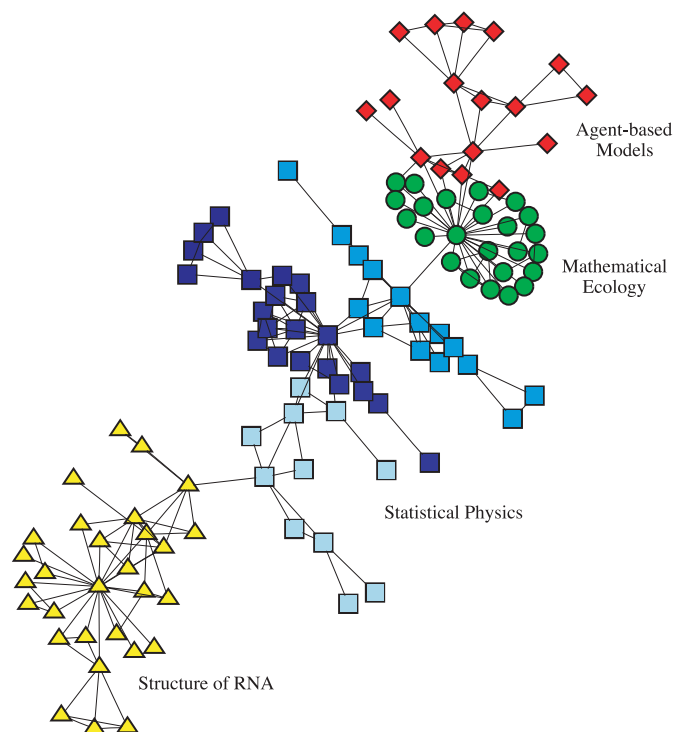 Agent-based
Models
Mathematical
Ecology
Statistical Physics
Structure of RNA